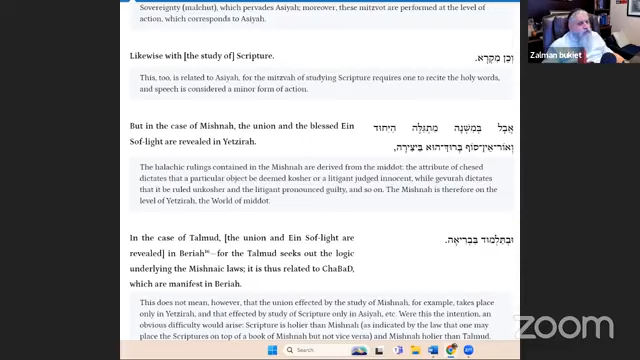 Sovereignty (malchut), which pervades Asiyah; moreover, these mitzvot are performed at the level of
action, which corresponds to Asiyah.
Likewise with [the study of] Scripture.
וְכֵן מִקְרָא.
This, too, is related to Asiyah, for the mitzvah of studying Scripture requires one to recite the holy words,
and speech is considered a minor form of action.
But in the case of Mishnah, the union and the blessed Ein
Sof-light are revealed in Yetzirah.
אֲבָל בְּמִשְׁנָה מִתְגַּלֶּה הַיִּחוּד
וְאוֹר־אֵין־סוֹף בָּרוּךְ־הוּא בִּיצִירָה,
The halachic rulings contained in the Mishnah are derived from the middot: the attribute of chesed
dictates that a particular object be deemed kosher or a litigant judged innocent, while gevurah dictates
that it be ruled unkosher and the litigant pronounced guilty, and so on. The Mishnah is therefore on the
level of Yetzirah, the World of middot.
In the case of Talmud, [the union and Ein Sof-light are
revealed] in Beriah—for the Talmud seeks out the logic
underlying the Mishnaic laws; it is thus related to ChaBaD,
which are manifest in Beriah.
וּבְתַלְמוּד בִּבְרִיאָה.
This does not mean, however, that the union effected by the study of Mishnah, for example, takes place
only in Yetzirah, and that effected by study of Scripture only in Asiyah, etc. Were this the intention, an
obvious difficulty would arise: Scripture is holier than Mishnah (as indicated by the law that one may
place the Scriptures on top of a book of Mishnah but not vice versa) and Mishnah holier than Talmud.
Zalman bukiet
Search
zoom